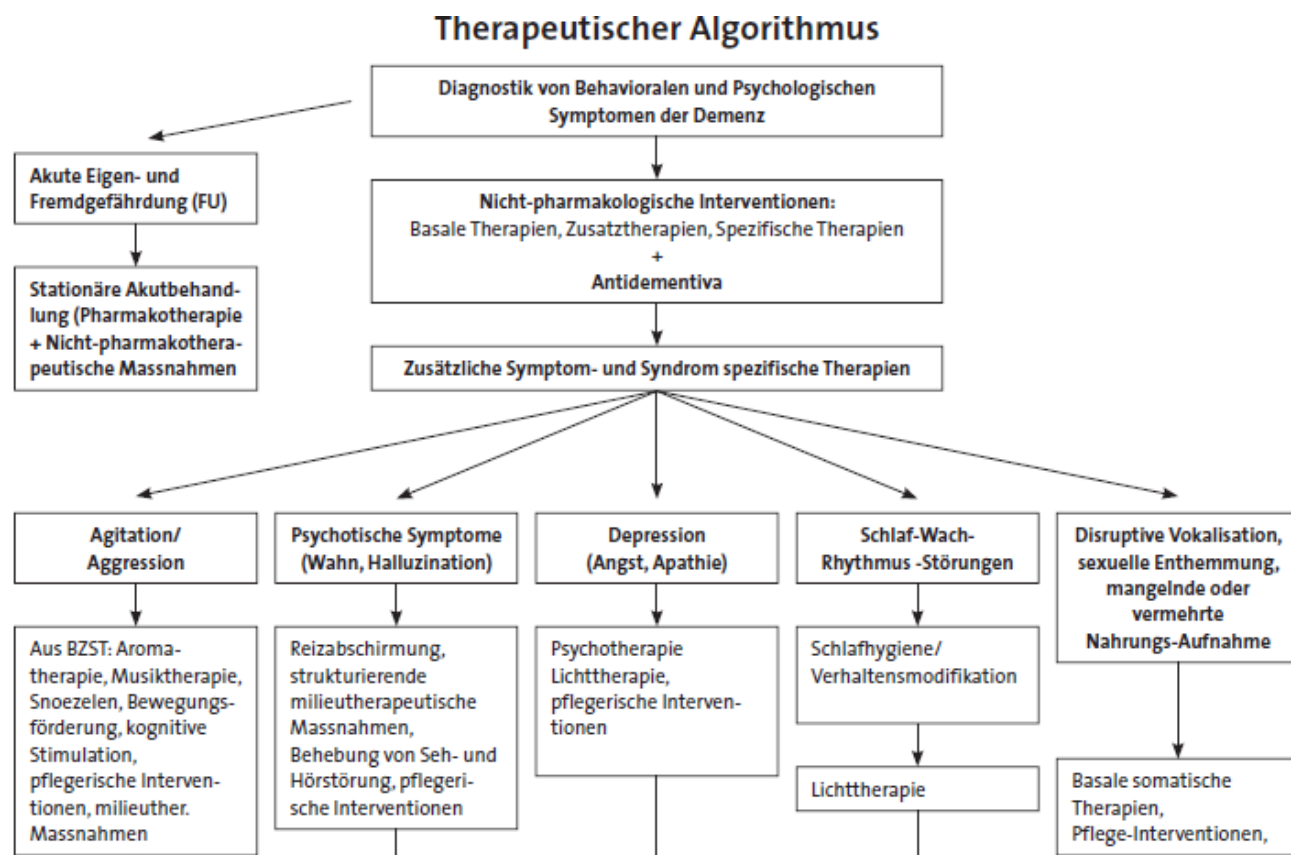 Therapeutischer Algorithmus
Diagnostik von Behavioralen und Psychologischen
Symptomen der Demenz
Akute Eigen- und
Fremdgefährdung (FU)
Nicht-pharmakologische Interventionen:
Basale Therapien, Zusatztherapien, Spezifische Therapien
+
Antidementiva
Stationäre Akutbehand-
lung (Pharmakotherapie
+ Nicht-pharmakothera-
peutische Massnahmen
Zusätzliche Symptom- und Syndrom spezifische Therapien
Agitation/
Aggression
Psychotische Symptome
(Wahn, Halluzination)
Depression
(Angst, Apathie)
Schlaf-Wach-
Rhythmus -Störungen
Disruptive Vokalisation,
sexuelle Enthemmung,
mangelnde oder
vermehrte
Nahrungs-Aufnahme
Aus BZST: Aroma-
therapie, Musiktherapie,
Snoezelen, Bewegungs-
förderung, kognitive
Stimulation,
pflegerische Interven-
tionen, milieuther.
Massnahmen
Reizabschirmung,
strukturierende
milieutherapeutische
Massnahmen,
Behebung von Seh- und
Hörstörung, pflegeri-
sche Interventionen
Psychotherapie
Lichttherapie,
pflegerische Interven-
tionen
Schlafhygiene/
Verhaltensmodifikation
Lichttherapie
Basale somatische
Therapien,
Pflege-Interventionen,